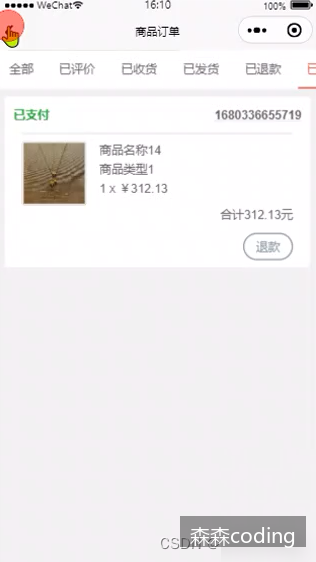 WeChat 16:10 100%
商品订单
全部 已评价 已收货 已发货 已退款
已支付 1680336655719
商品名称14
商品类型1
1 x ￥312.13
合计312.13元
退款
CSDN @
森森coding